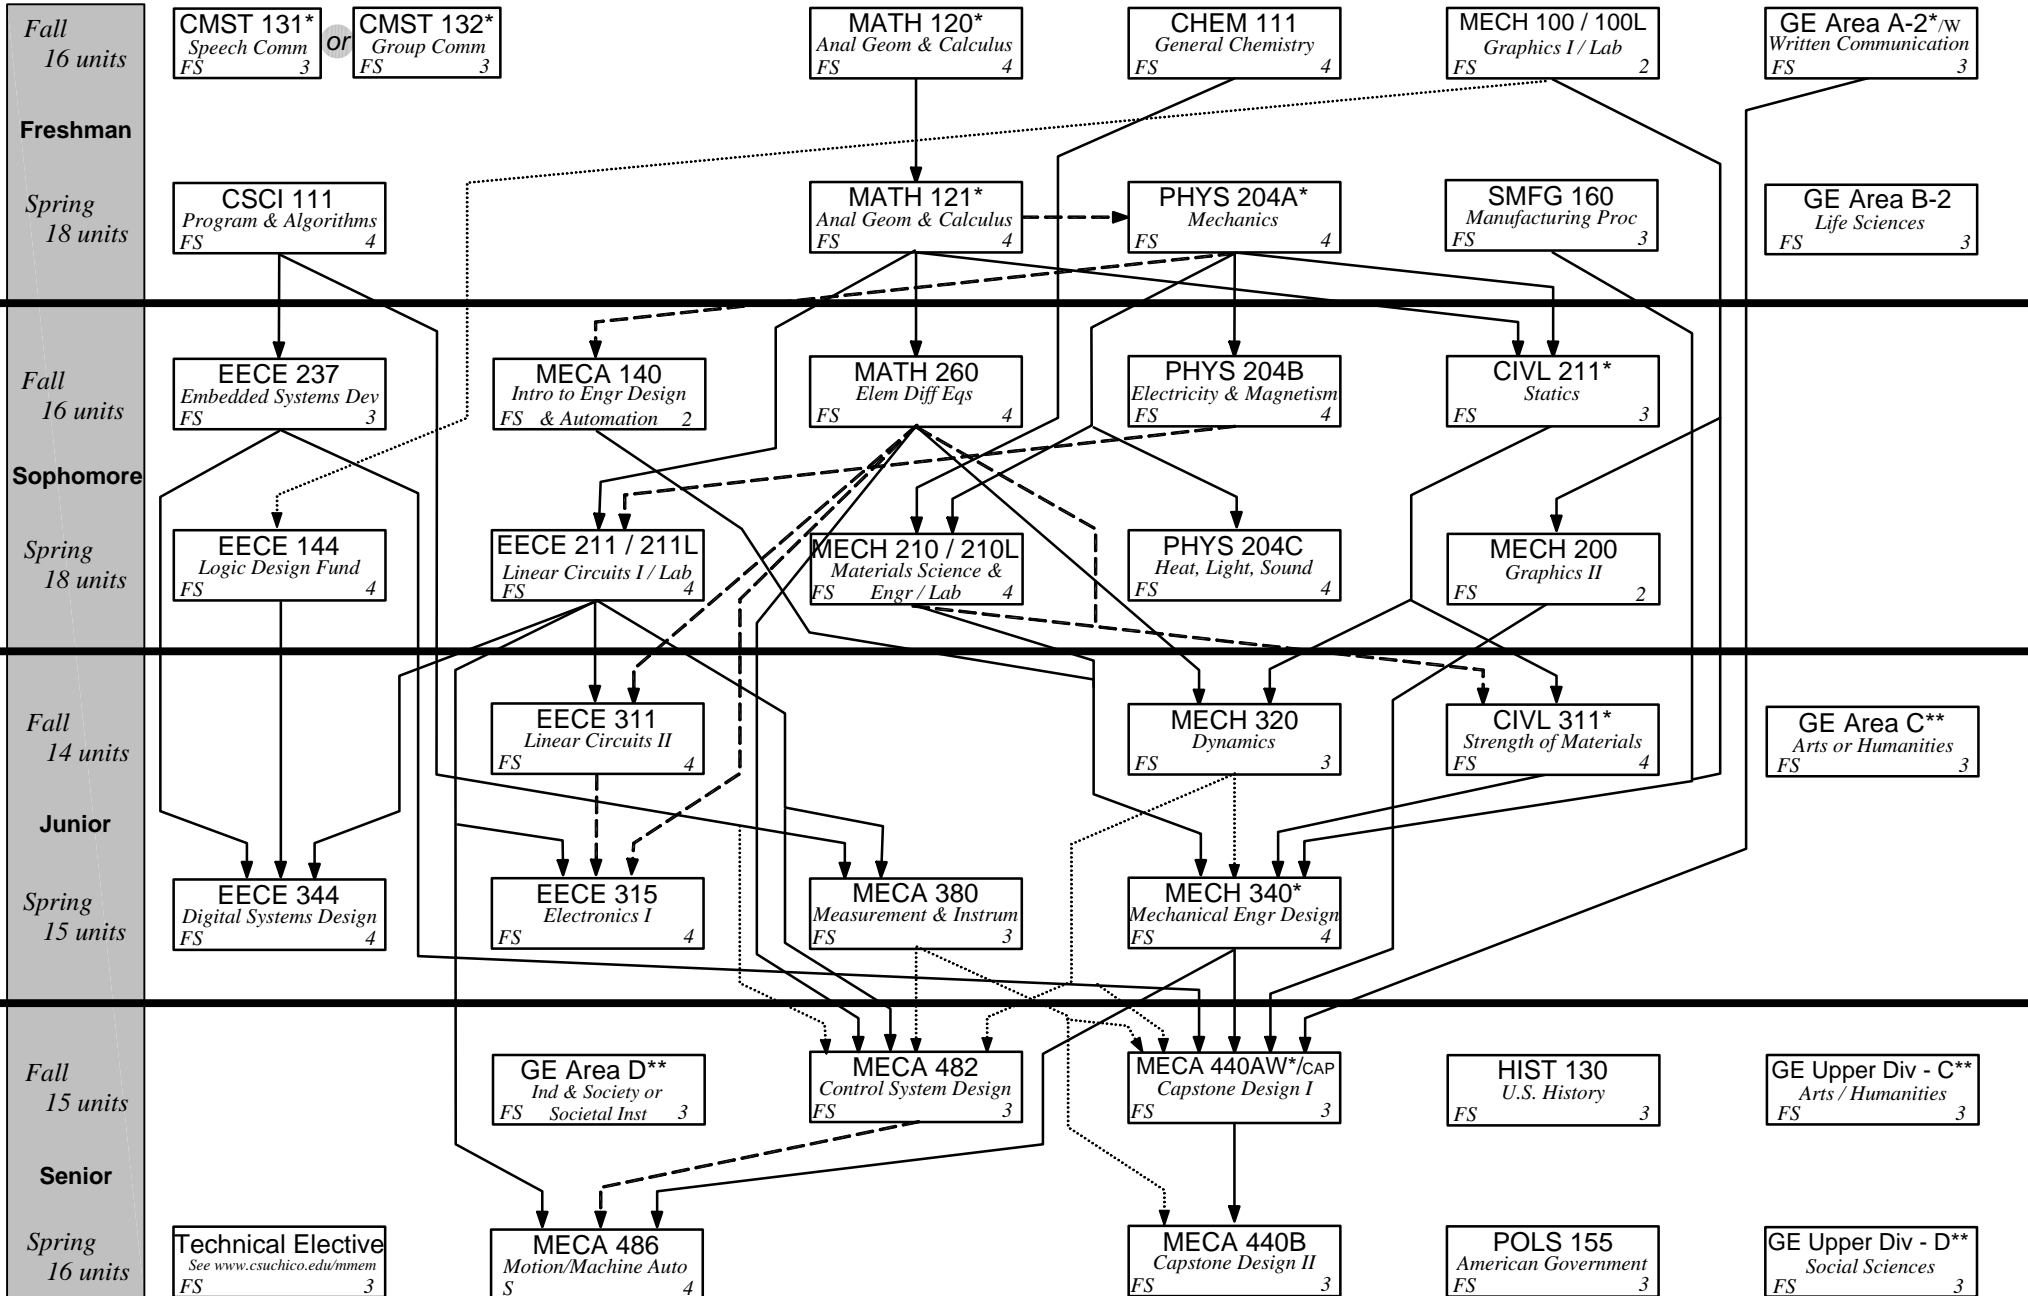 Fall
16 units
CMST 131*
Speech Comm
FS 3
or
CMST 132*
Group Comm
FS 3
MATH 120*
Anal Geom & Calculus
FS 4
CHEM 111
General Chemistry
FS 4
MECH 100 / 100L
Graphics I / Lab
FS 2
GE Area A-2*/W
Written Communication
FS 3
Freshman
Spring
18 units
CSCI 111
Program & Algorithms
FS 4
MATH 121*
Anal Geom & Calculus
FS 4
PHYS 204A*
Mechanics
FS 4
SMFG 160
Manufacturing Proc
FS 3
GE Area B-2
Life Sciences
FS 3
Fall
16 units
EECE 237
Embedded Systems Dev
FS 3
MECA 140
Intro to Engr Design
FS & Automation 2
MATH 260
Elem Diff Eqs
FS 4
PHYS 204B
Electricity & Magnetism
FS 4
CIVL 211*
Statics
FS 3
Sophomore
Spring
18 units
EECE 144
Logic Design Fund
FS 4
EECE 211 / 211L
Linear Circuits I / Lab
FS 4
MECH 210 / 210L
Materials Science &
FS Engr / Lab 4
PHYS 204C
Heat, Light, Sound
FS 4
MECH 200
Graphics II
FS 2
Fall
14 units
EECE 311
Linear Circuits II
FS 4
MECH 320
Dynamics
FS 3
CIVL 311*
Strength of Materials
FS 4
GE Area C**
Arts or Humanities
FS 3
Junior
Spring
15 units
EECE 344
Digital Systems Design
FS 4
EECE 315
Electronics I
FS 4
MECA 380
Measurement & Instrum
FS 3
MECH 340*
Mechanical Engr Design
FS 4
Fall
15 units
GE Area D**
Ind & Society or
FS Societal Inst 3
MECA 482
Control System Design
FS 3
MECA 440AW*/CAP
Capstone Design I
FS 3
HIST 130
U.S. History
FS 3
GE Upper Div - C**
Arts / Humanities
FS 3
Senior
Spring
16 units
Technical Elective
See www.csuchico.edu/mmem
FS 3
MECA 486
Motion/Machine Auto
S 4
MECA 440B
Capstone Design II
FS 3
POLS 155
American Government
FS 3
GE Upper Div - D**
Social Sciences
FS 3